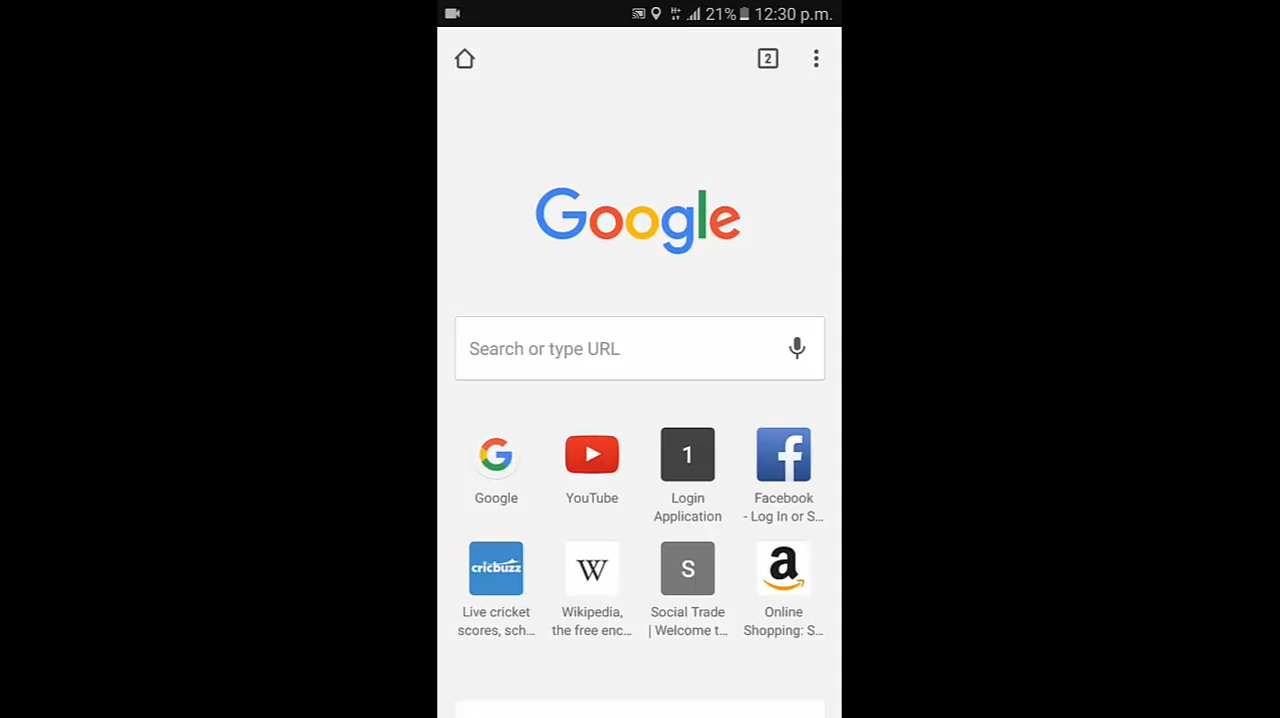 21% 12:30 p.m.
2
Google
Search or type URL
1
Google YouTube Login Application Facebook - Log In or S...
cricbuzz
W
S
a
Live cricket scores, sch... Wikipedia, the free enc... Social Trade | Welcome t... Online Shopping: S...